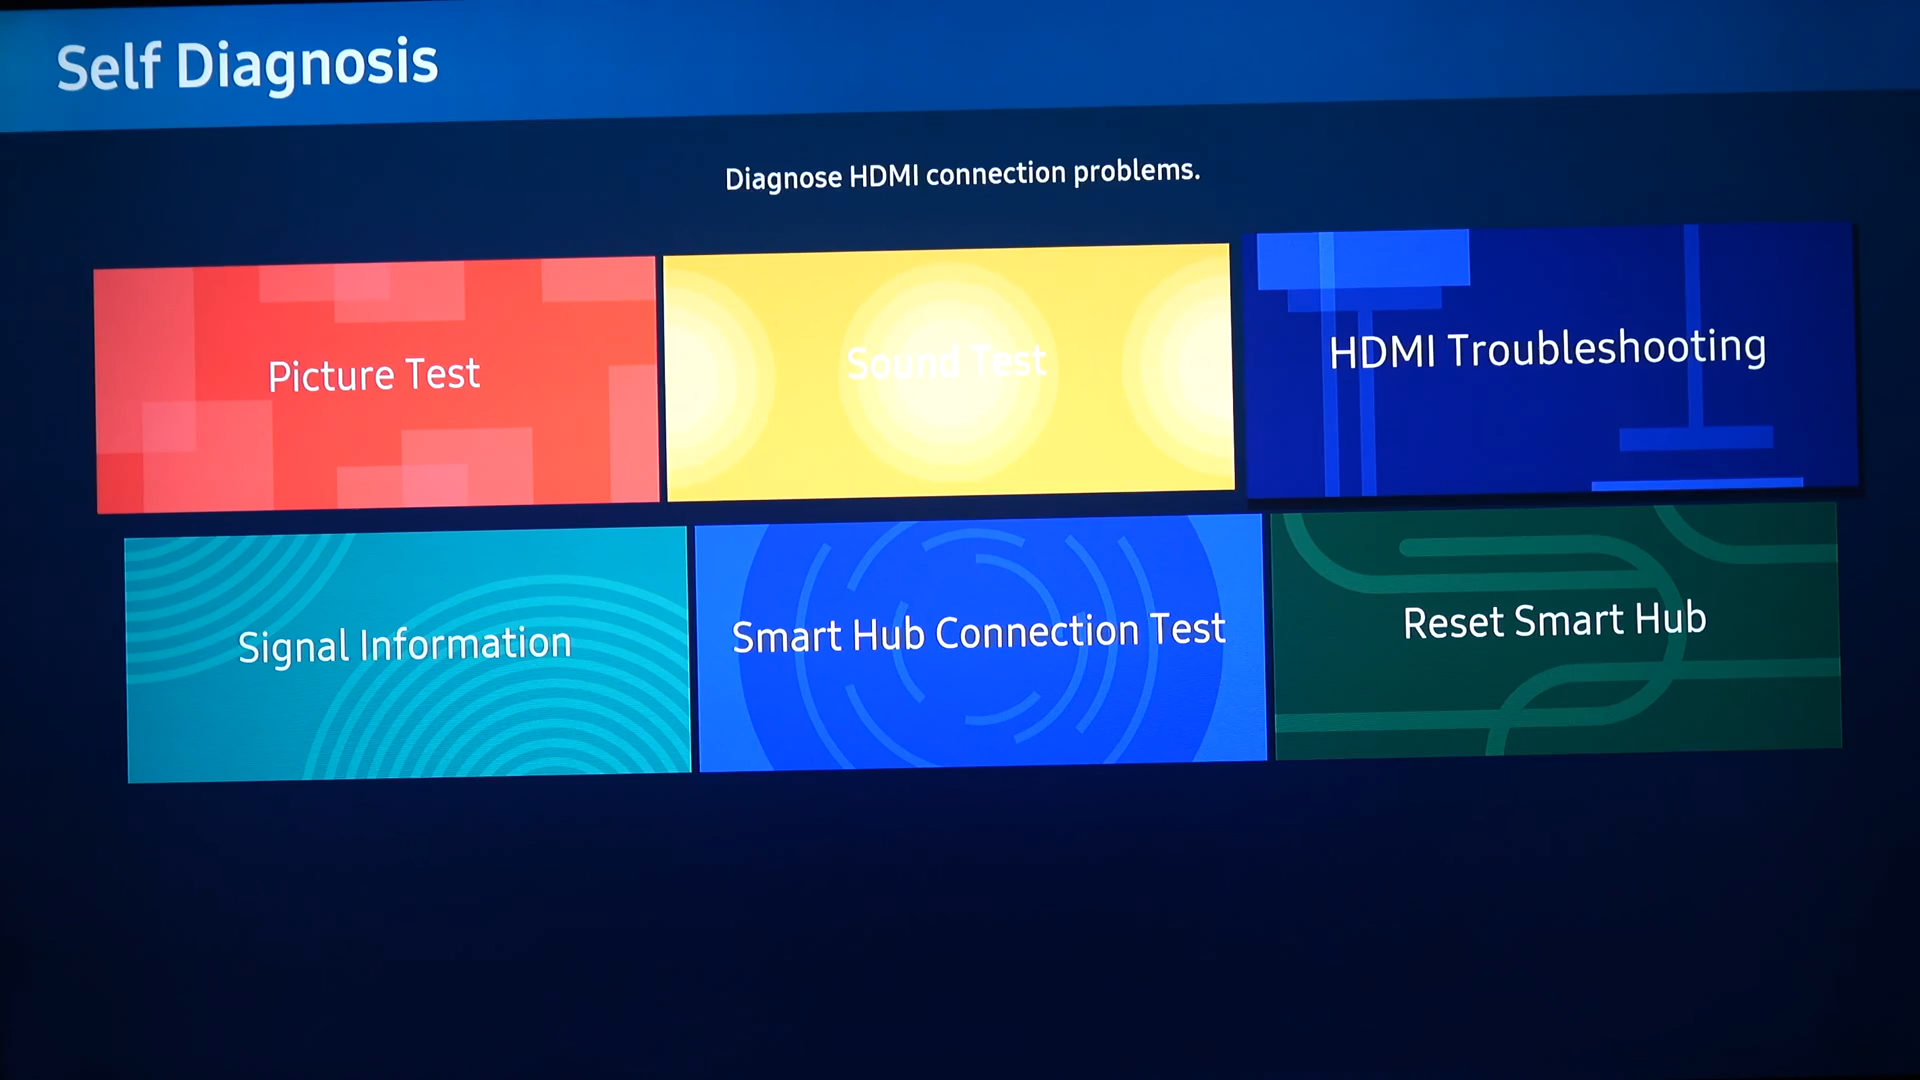 Self Diagnosis
Diagnose HDMI connection problems.
Picture Test
Sound Test
HDMI Troubleshooting
Signal Information
Smart Hub Connection Test
Reset Smart Hub